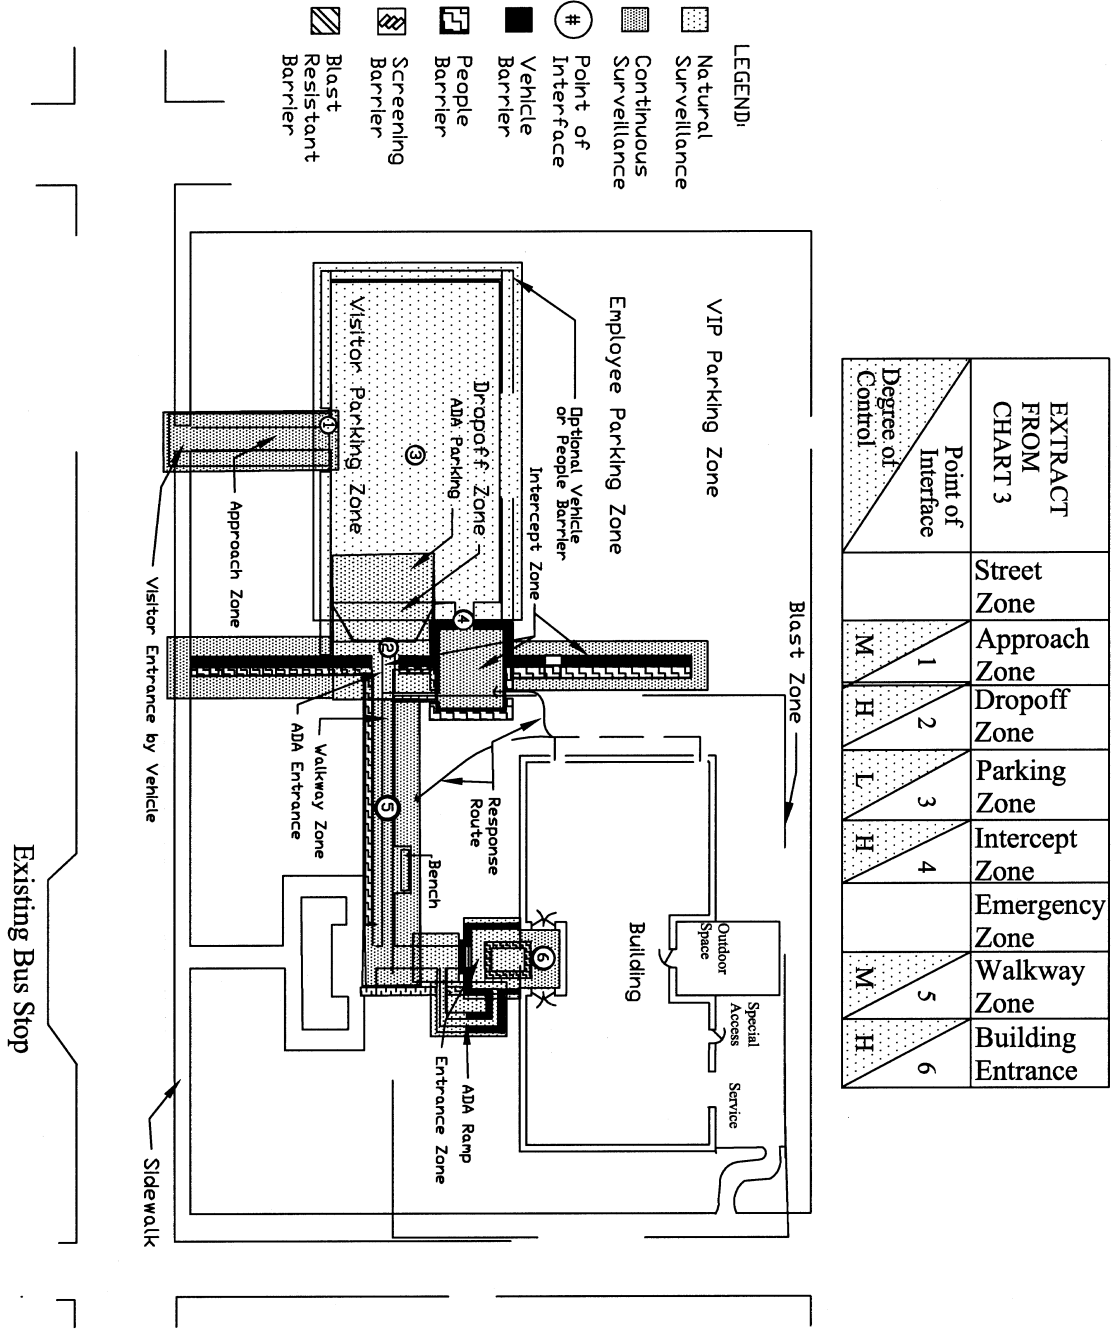 EXTRACT
FROM
CHART 3
Point of
Interface
Degree of
Control
Street
Zone
Approach
Zone
1
M
Dropoff
Zone
2
H
Parking
Zone
3
L
Intercept
Zone
4
H
Emergency
Zone
Walkway
Zone
5
M
Building
Entrance
6
H
LEGEND:
Natural
Surveillance
Continuous
Surveillance
#
Point of
Interface
Vehicle
Barrier
People
Barrier
Screening
Barrier
Blast
Resistant
Barrier
VIP Parking Zone
Employee Parking Zone
Optional Vehicle
or People Barrier
Intercept Zone
Dropoff Zone
ADA Parking
Visitor Parking Zone
1
2
3
4
5
6
Approach Zone
Visitor Entrance by Vehicle
Blast Zone
Response
Route
Walkway Zone
ADA Entrance
Bench
Building
Outdoor
Space
Special
Access
Service
ADA Ramp
Entrance Zone
Sidewalk
Existing Bus Stop